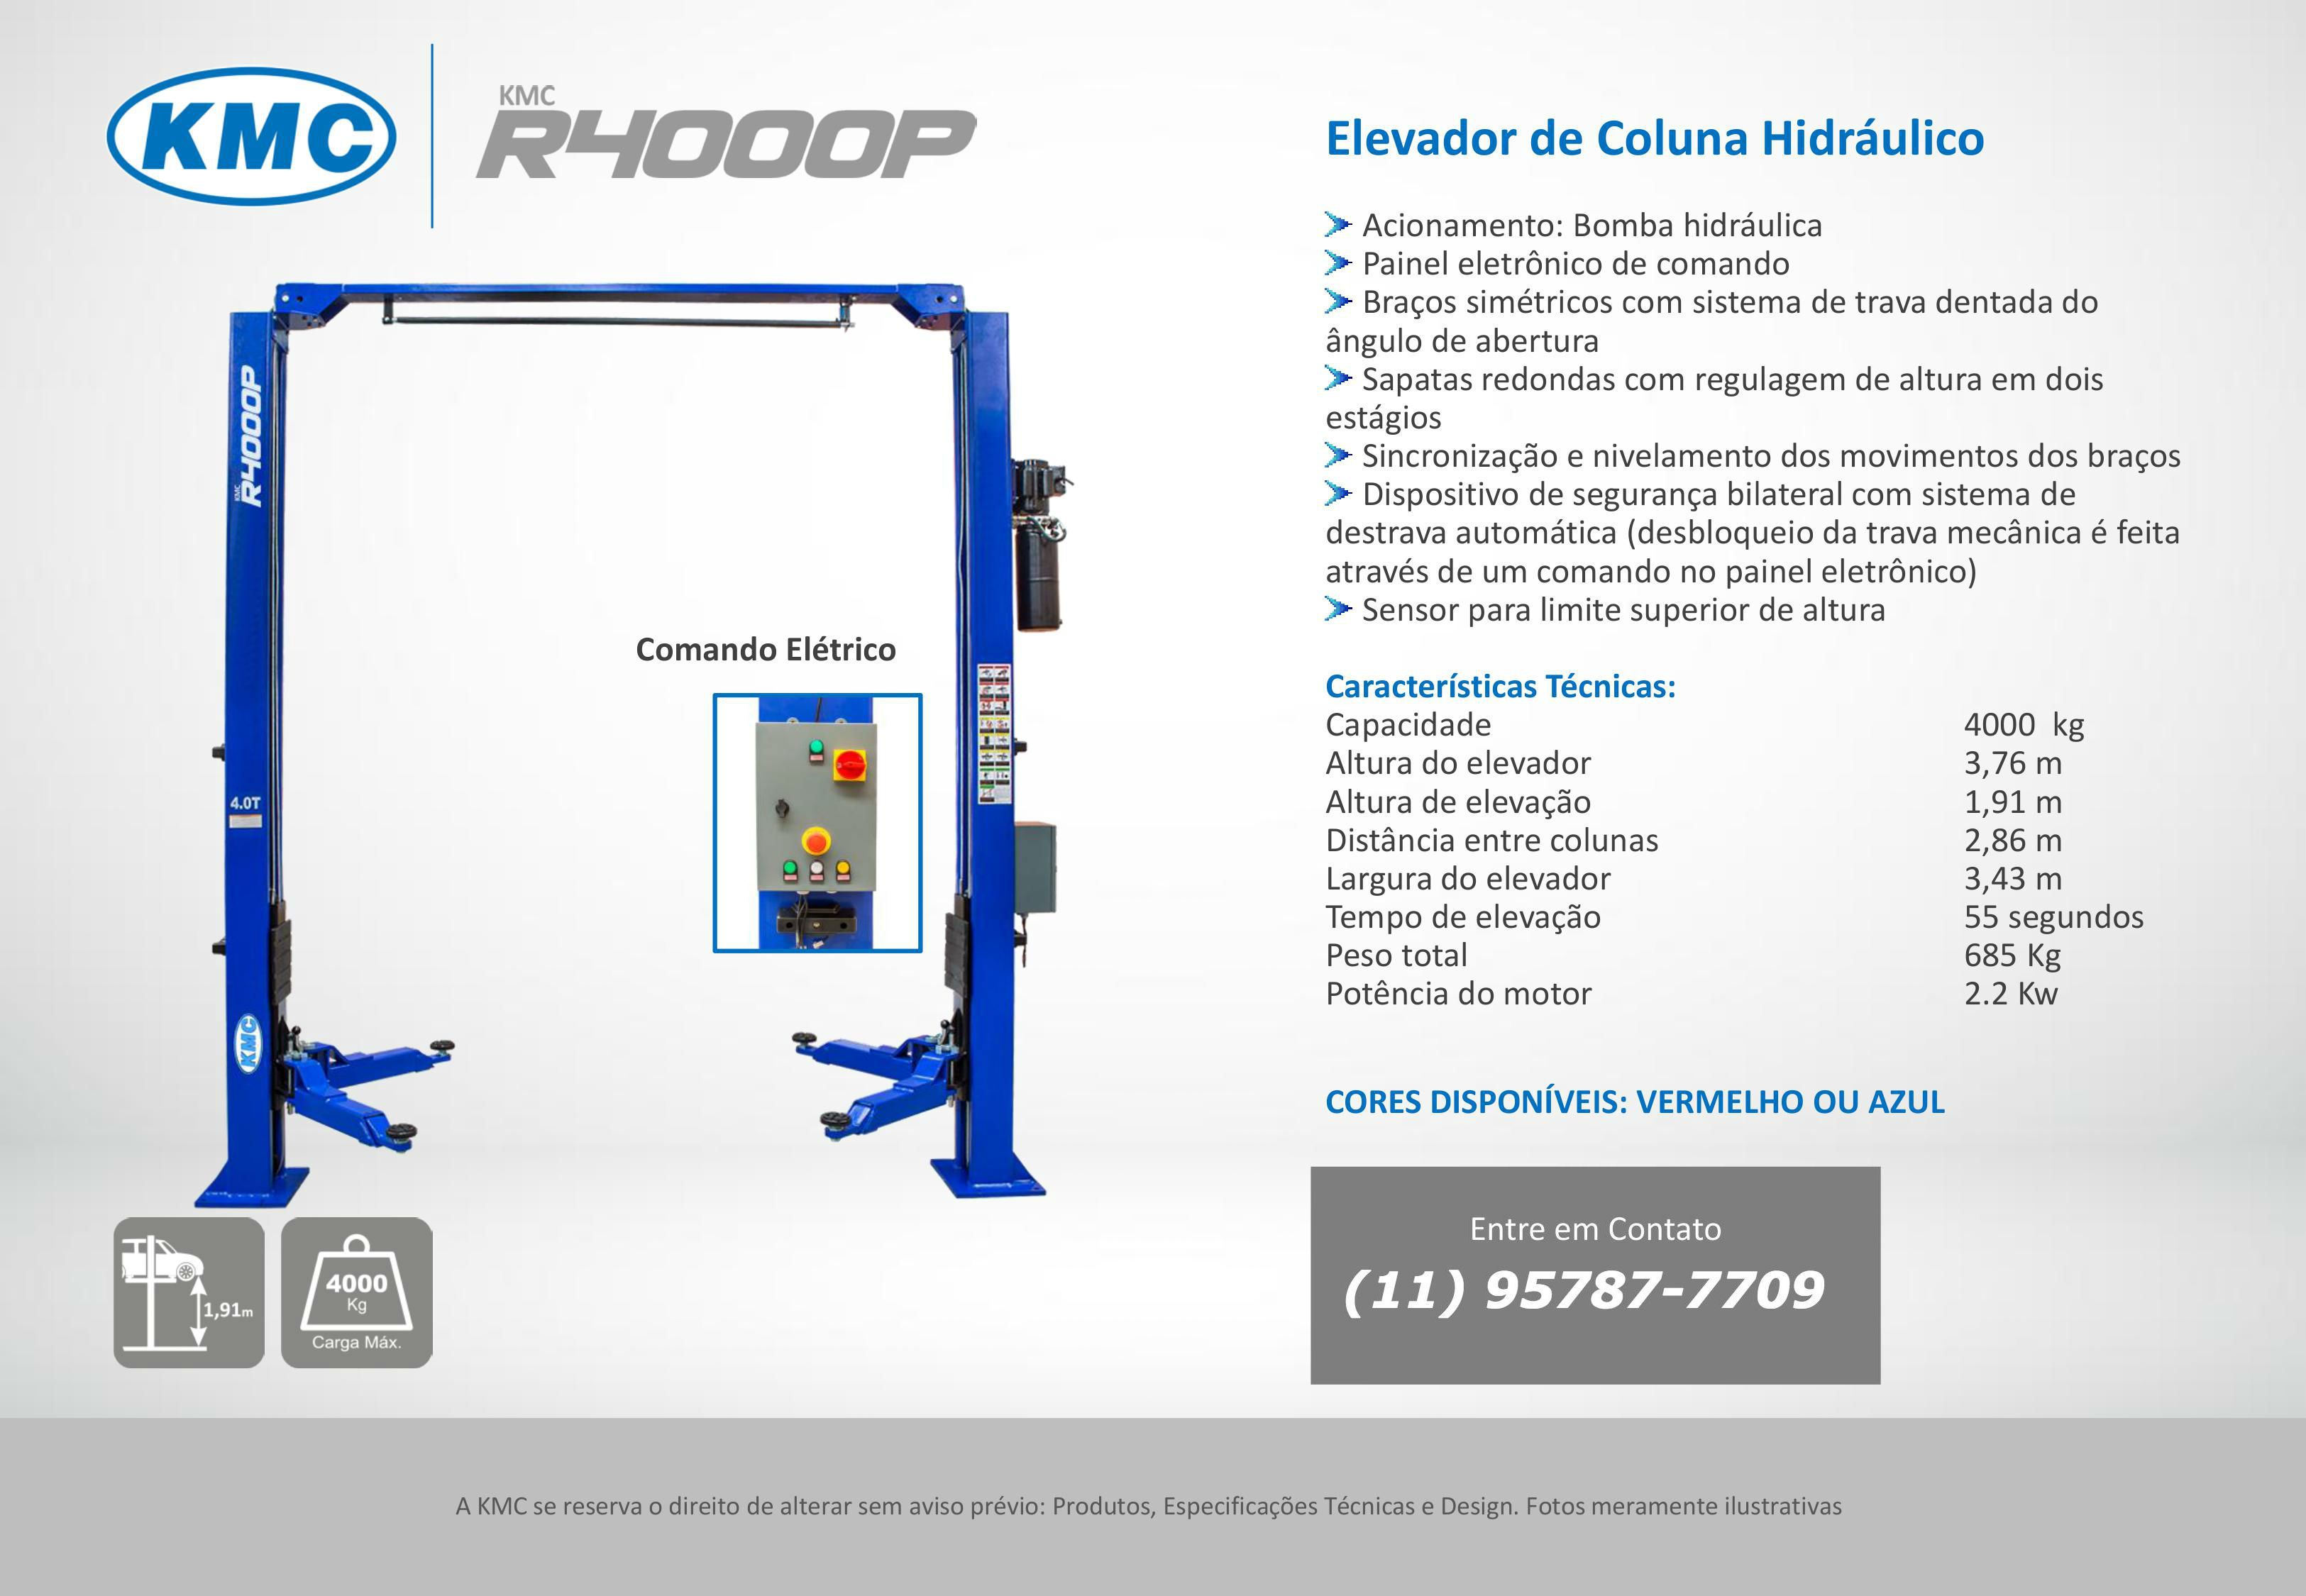 KMC
KMC
R4000P
Elevador de Coluna Hidráulico
Acionamento: Bomba hidráulica
Painel eletrônico de comando
Braços simétricos com sistema de trava dentada do
ângulo de abertura
Sapatas redondas com regulagem de altura em dois
estágios
Sincronização e nivelamento dos movimentos dos braços
Dispositivo de segurança bilateral com sistema de
destrava automática (desbloqueio da trava mecânica é feita
através de um comando no painel eletrônico)
Sensor para limite superior de altura
Características Técnicas:
Capacidade 4000 kg
Altura do elevador 3,76 m
Altura de elevação 1,91 m
Distância entre colunas 2,86 m
Largura do elevador 3,43 m
Tempo de elevação 55 segundos
Peso total 685 Kg
Potência do motor 2.2 Kw
CORES DISPONÍVEIS: VERMELHO OU AZUL
Entre em Contato
(11) 95787-7709
KMC
R4000P
Comando Elétrico
4.0T
KMC
1,91m
4000
Kg
Carga Máx.
A KMC se reserva o direito de alterar sem aviso prévio: Produtos, Especificações Técnicas e Design. Fotos meramente ilustrativas